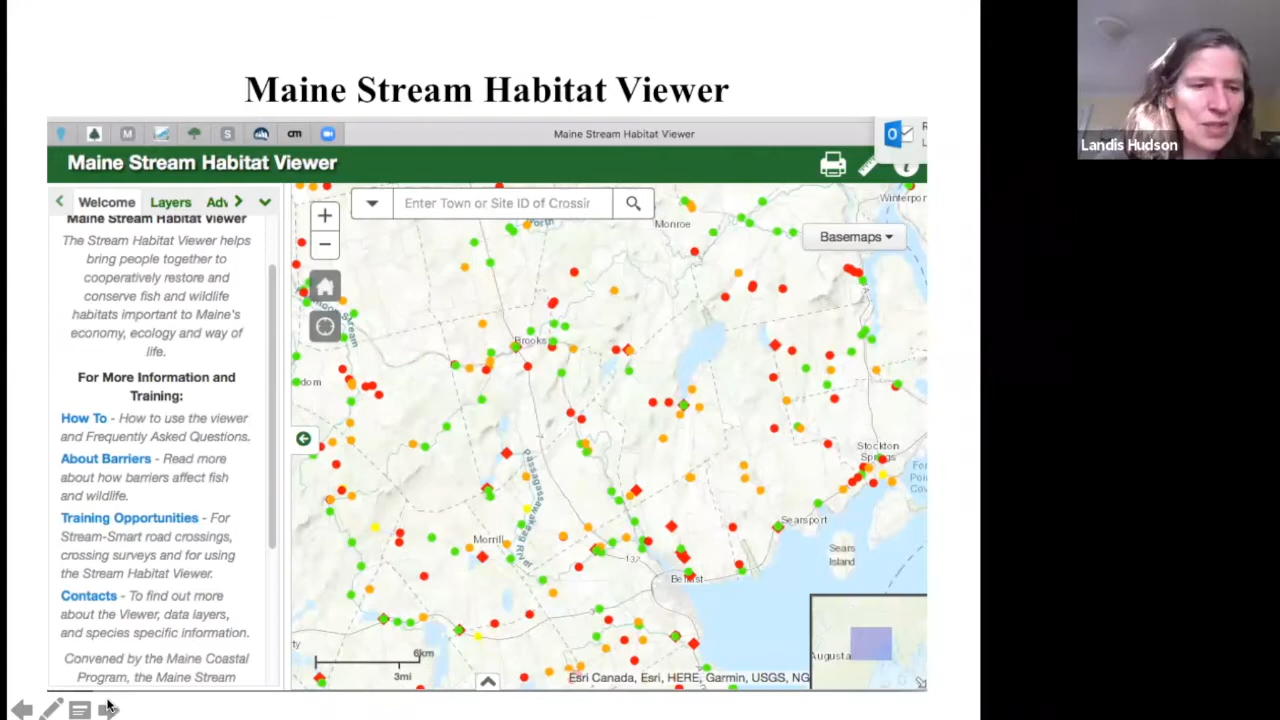 Maine Stream Habitat Viewer
Landis Hudson
M
S
cm
Maine Stream Habitat Viewer
Maine Stream Habitat Viewer
Welcome
Layers
Adv
Enter Town or Site ID of Crossir
Basemaps
Maine Stream Habitat Viewer
The Stream Habitat Viewer helps
bring people together to
cooperatively restore and
conserve fish and wildlife
habitats important to Maine's
economy, ecology and way of
life.
For More Information and
Training:
How To - How to use the viewer
and Frequently Asked Questions.
About Barriers - Read more
about how barriers affect fish
and wildlife.
Training Opportunities - For
Stream-Smart road crossings,
crossing surveys and for using
the Stream Habitat Viewer.
Contacts - To find out more
about the Viewer, data layers,
and species specific information.
Convened by the Maine Coastal
Program, the Maine Stream
Winterpor
Monroe
Stream
Brooks
dom
Stockton
Springs
Passagassawakeag River
Searsport
Morrill
137
Sears
Island
Belfast
Augusta
ty
6km
3mi
Esri Canada, Esri, HERE, Garmin, USGS, NG